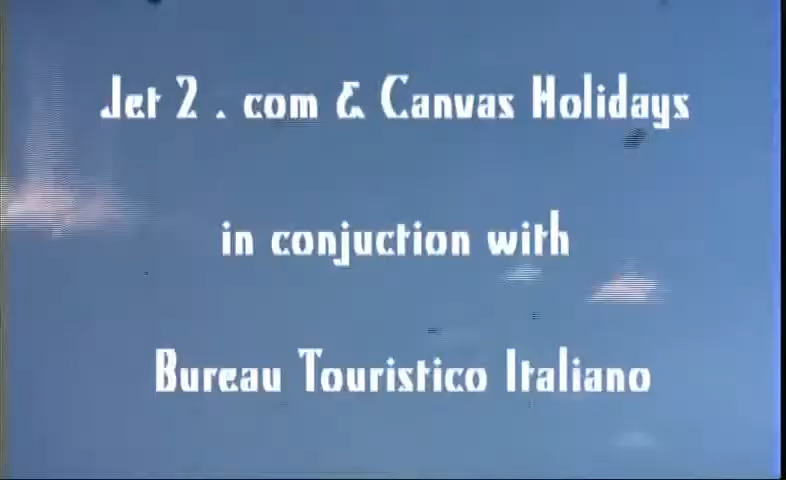 Jet 2 . com & Canvas Holidays
in conjuction with
Bureau Touristico Italiano